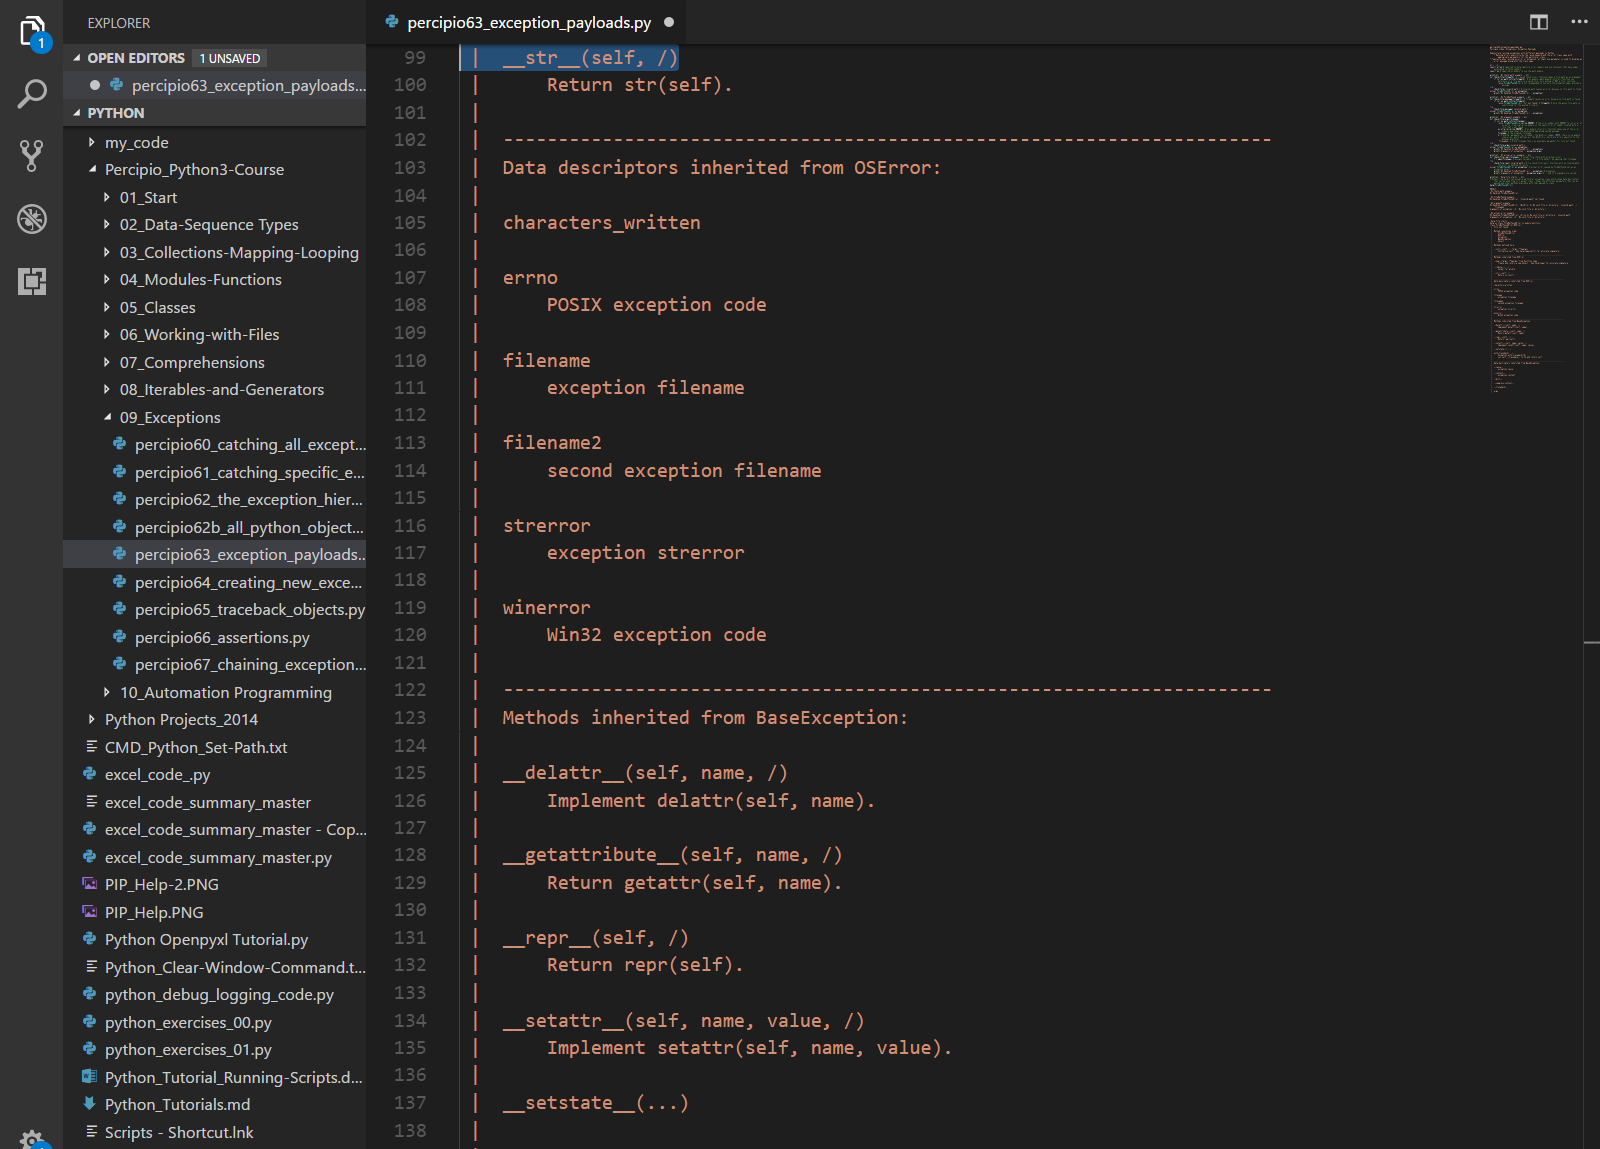 EXPLORER
OPEN EDITORS 1 UNSAVED
percipio63_exception_payloads...
PYTHON
my_code
Percipio_Python3-Course
01_Start
02_Data-Sequence Types
03_Collections-Mapping-Looping
04_Modules-Functions
05_Classes
06_Working-with-Files
07_Comprehensions
08_Iterables-and-Generators
09_Exceptions
percipio60_catching_all_except...
percipio61_catching_specific_e...
percipio62_the_exception_hier...
percipio62b_all_python_object...
percipio63_exception_payloads...
percipio64_creating_new_exce...
percipio65_traceback_objects.py
percipio66_assertions.py
percipio67_chaining_exception...
10_Automation Programming
Python Projects_2014
CMD_Python_Set-Path.txt
excel_code_.py
excel_code_summary_master
excel_code_summary_master - Cop...
excel_code_summary_master.py
PIP_Help-2.PNG
PIP_Help.PNG
Python Openpyxl Tutorial.py
Python_Clear-Window-Command.t...
python_debug_logging_code.py
python_exercises_00.py
python_exercises_01.py
Python_Tutorial_Running-Scripts.d...
Python_Tutorials.md
Scripts - Shortcut.lnk
1
percipio63_exception_payloads.py
99 | __str__(self, /)
100 | Return str(self).
101 |
102 | ----------------------------------------------------------------------
103 | Data descriptors inherited from OSError:
104 |
105 | characters_written
106 |
107 | errno
108 | POSIX exception code
109 |
110 | filename
111 | exception filename
112 |
113 | filename2
114 | second exception filename
115 |
116 | strerror
117 | exception strerror
118 |
119 | winerror
120 | Win32 exception code
121 |
122 | ----------------------------------------------------------------------
123 | Methods inherited from BaseException:
124 |
125 | __delattr__(self, name, /)
126 | Implement delattr(self, name).
127 |
128 | __getattribute__(self, name, /)
129 | Return getattr(self, name).
130 |
131 | __repr__(self, /)
132 | Return repr(self).
133 |
134 | __setattr__(self, name, value, /)
135 | Implement setattr(self, name, value).
136 |
137 | __setstate__(...)
138 |